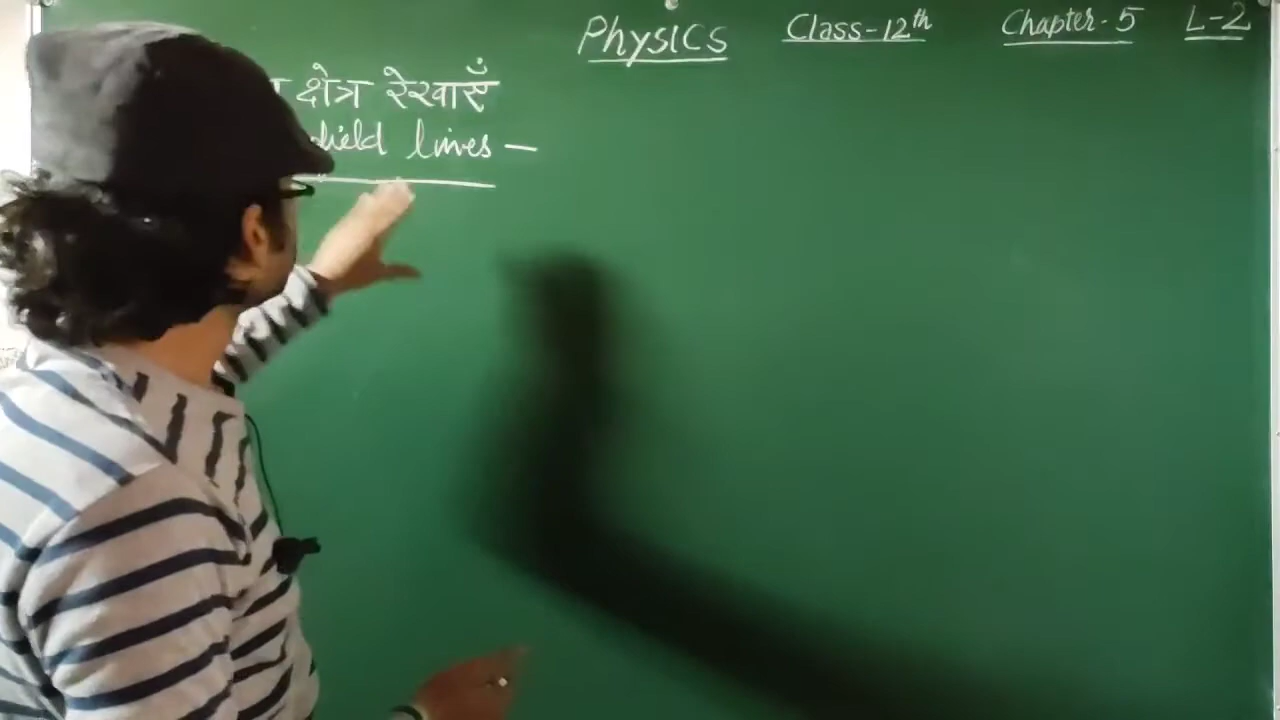 Physics Class-12th Chapter-5 L-2
क्षेत्र रेखाएँ
field lines —